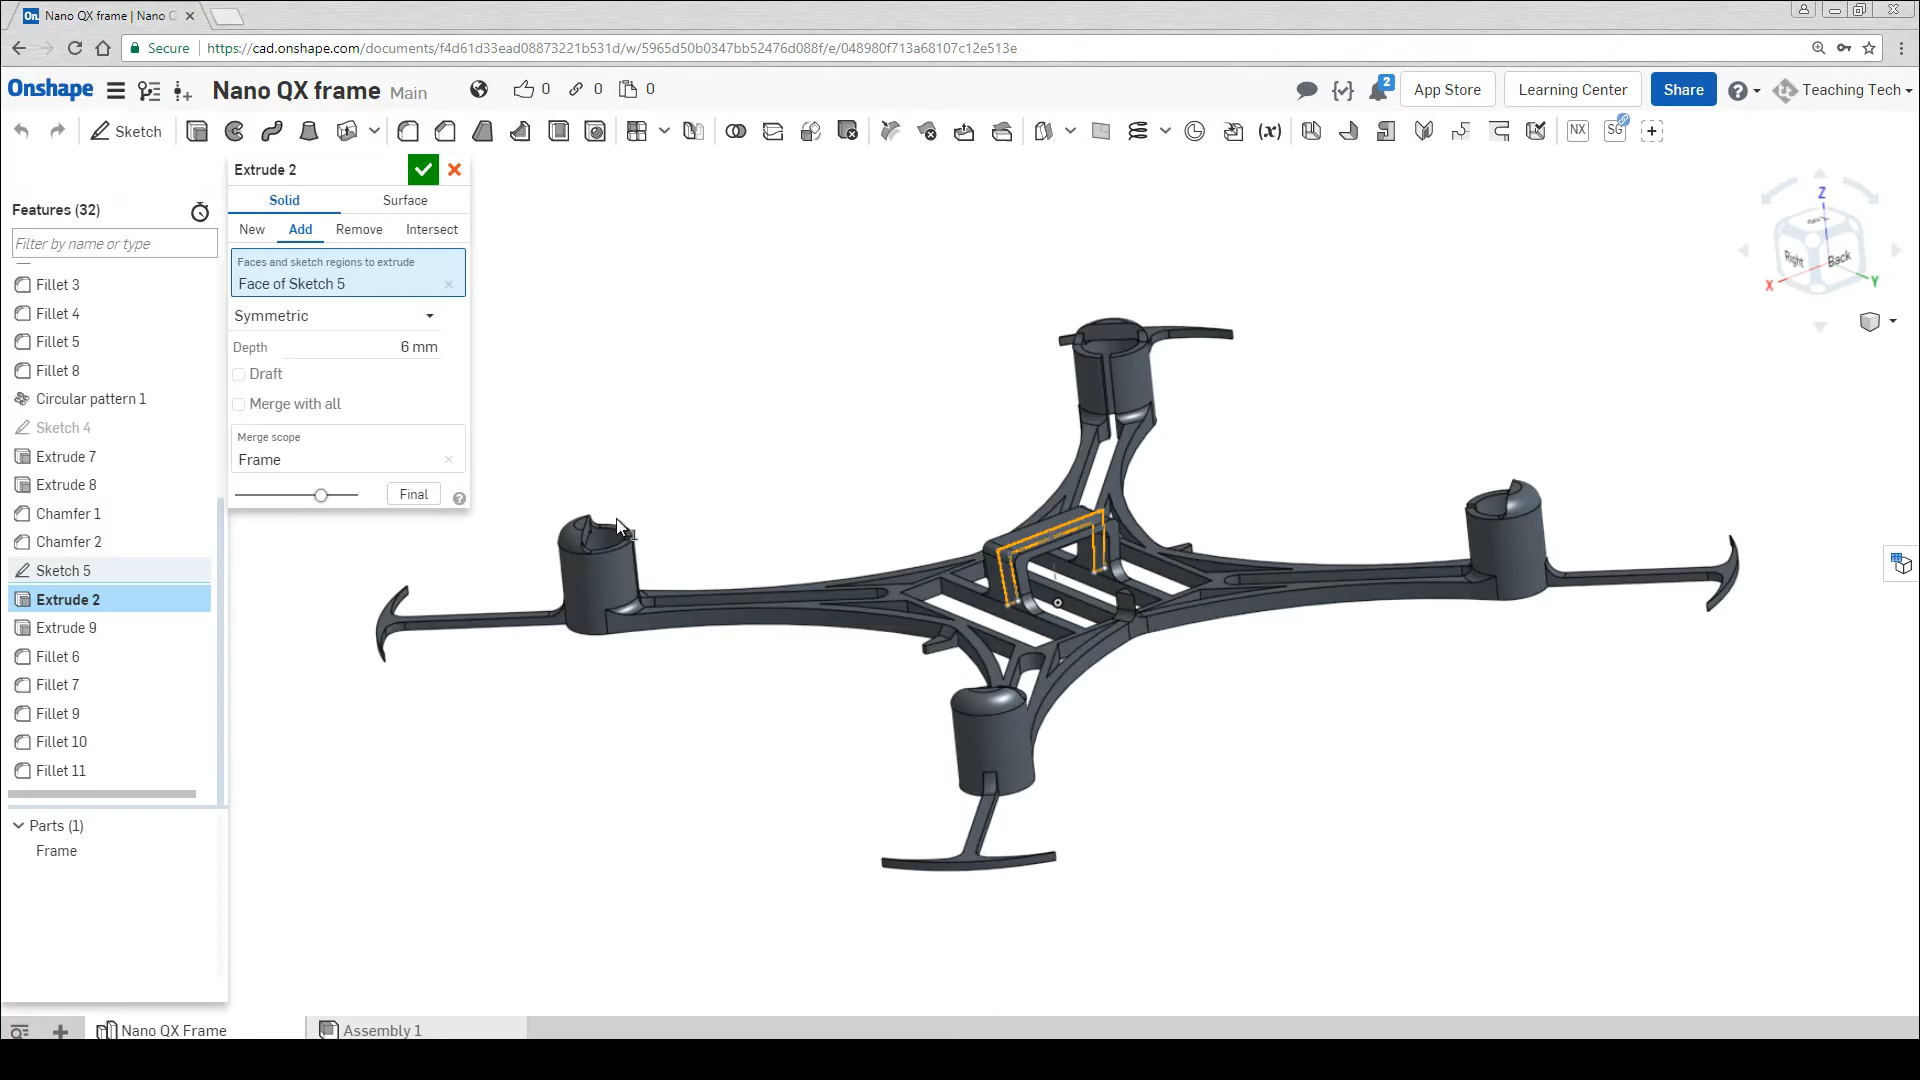 On Nano QX frame | Nano Q
Secure https://cad.onshape.com/documents/f4d61d33ead08873221b531d/w/5965d50b0347bb52476d088f/e/048980f713a68107c12e513e
Onshape Nano QX frame Main 0 0 0 2 App Store Learning Center Share Teaching Tech
Sketch (x) NX SG
Extrude 2
Solid Surface
New Add Remove Intersect
Faces and sketch regions to extrude
Face of Sketch 5
Symmetric
Depth 6 mm
Draft
Merge with all
Merge scope
Frame
Final
Features (32)
Filter by name or type
Fillet 3
Fillet 4
Fillet 5
Fillet 8
Circular pattern 1
Sketch 4
Extrude 7
Extrude 8
Chamfer 1
Chamfer 2
Sketch 5
Extrude 2
Extrude 9
Fillet 6
Fillet 7
Fillet 9
Fillet 10
Fillet 11
Parts (1)
Frame
Z
Top
Right Back
X Y
Nano QX Frame Assembly 1